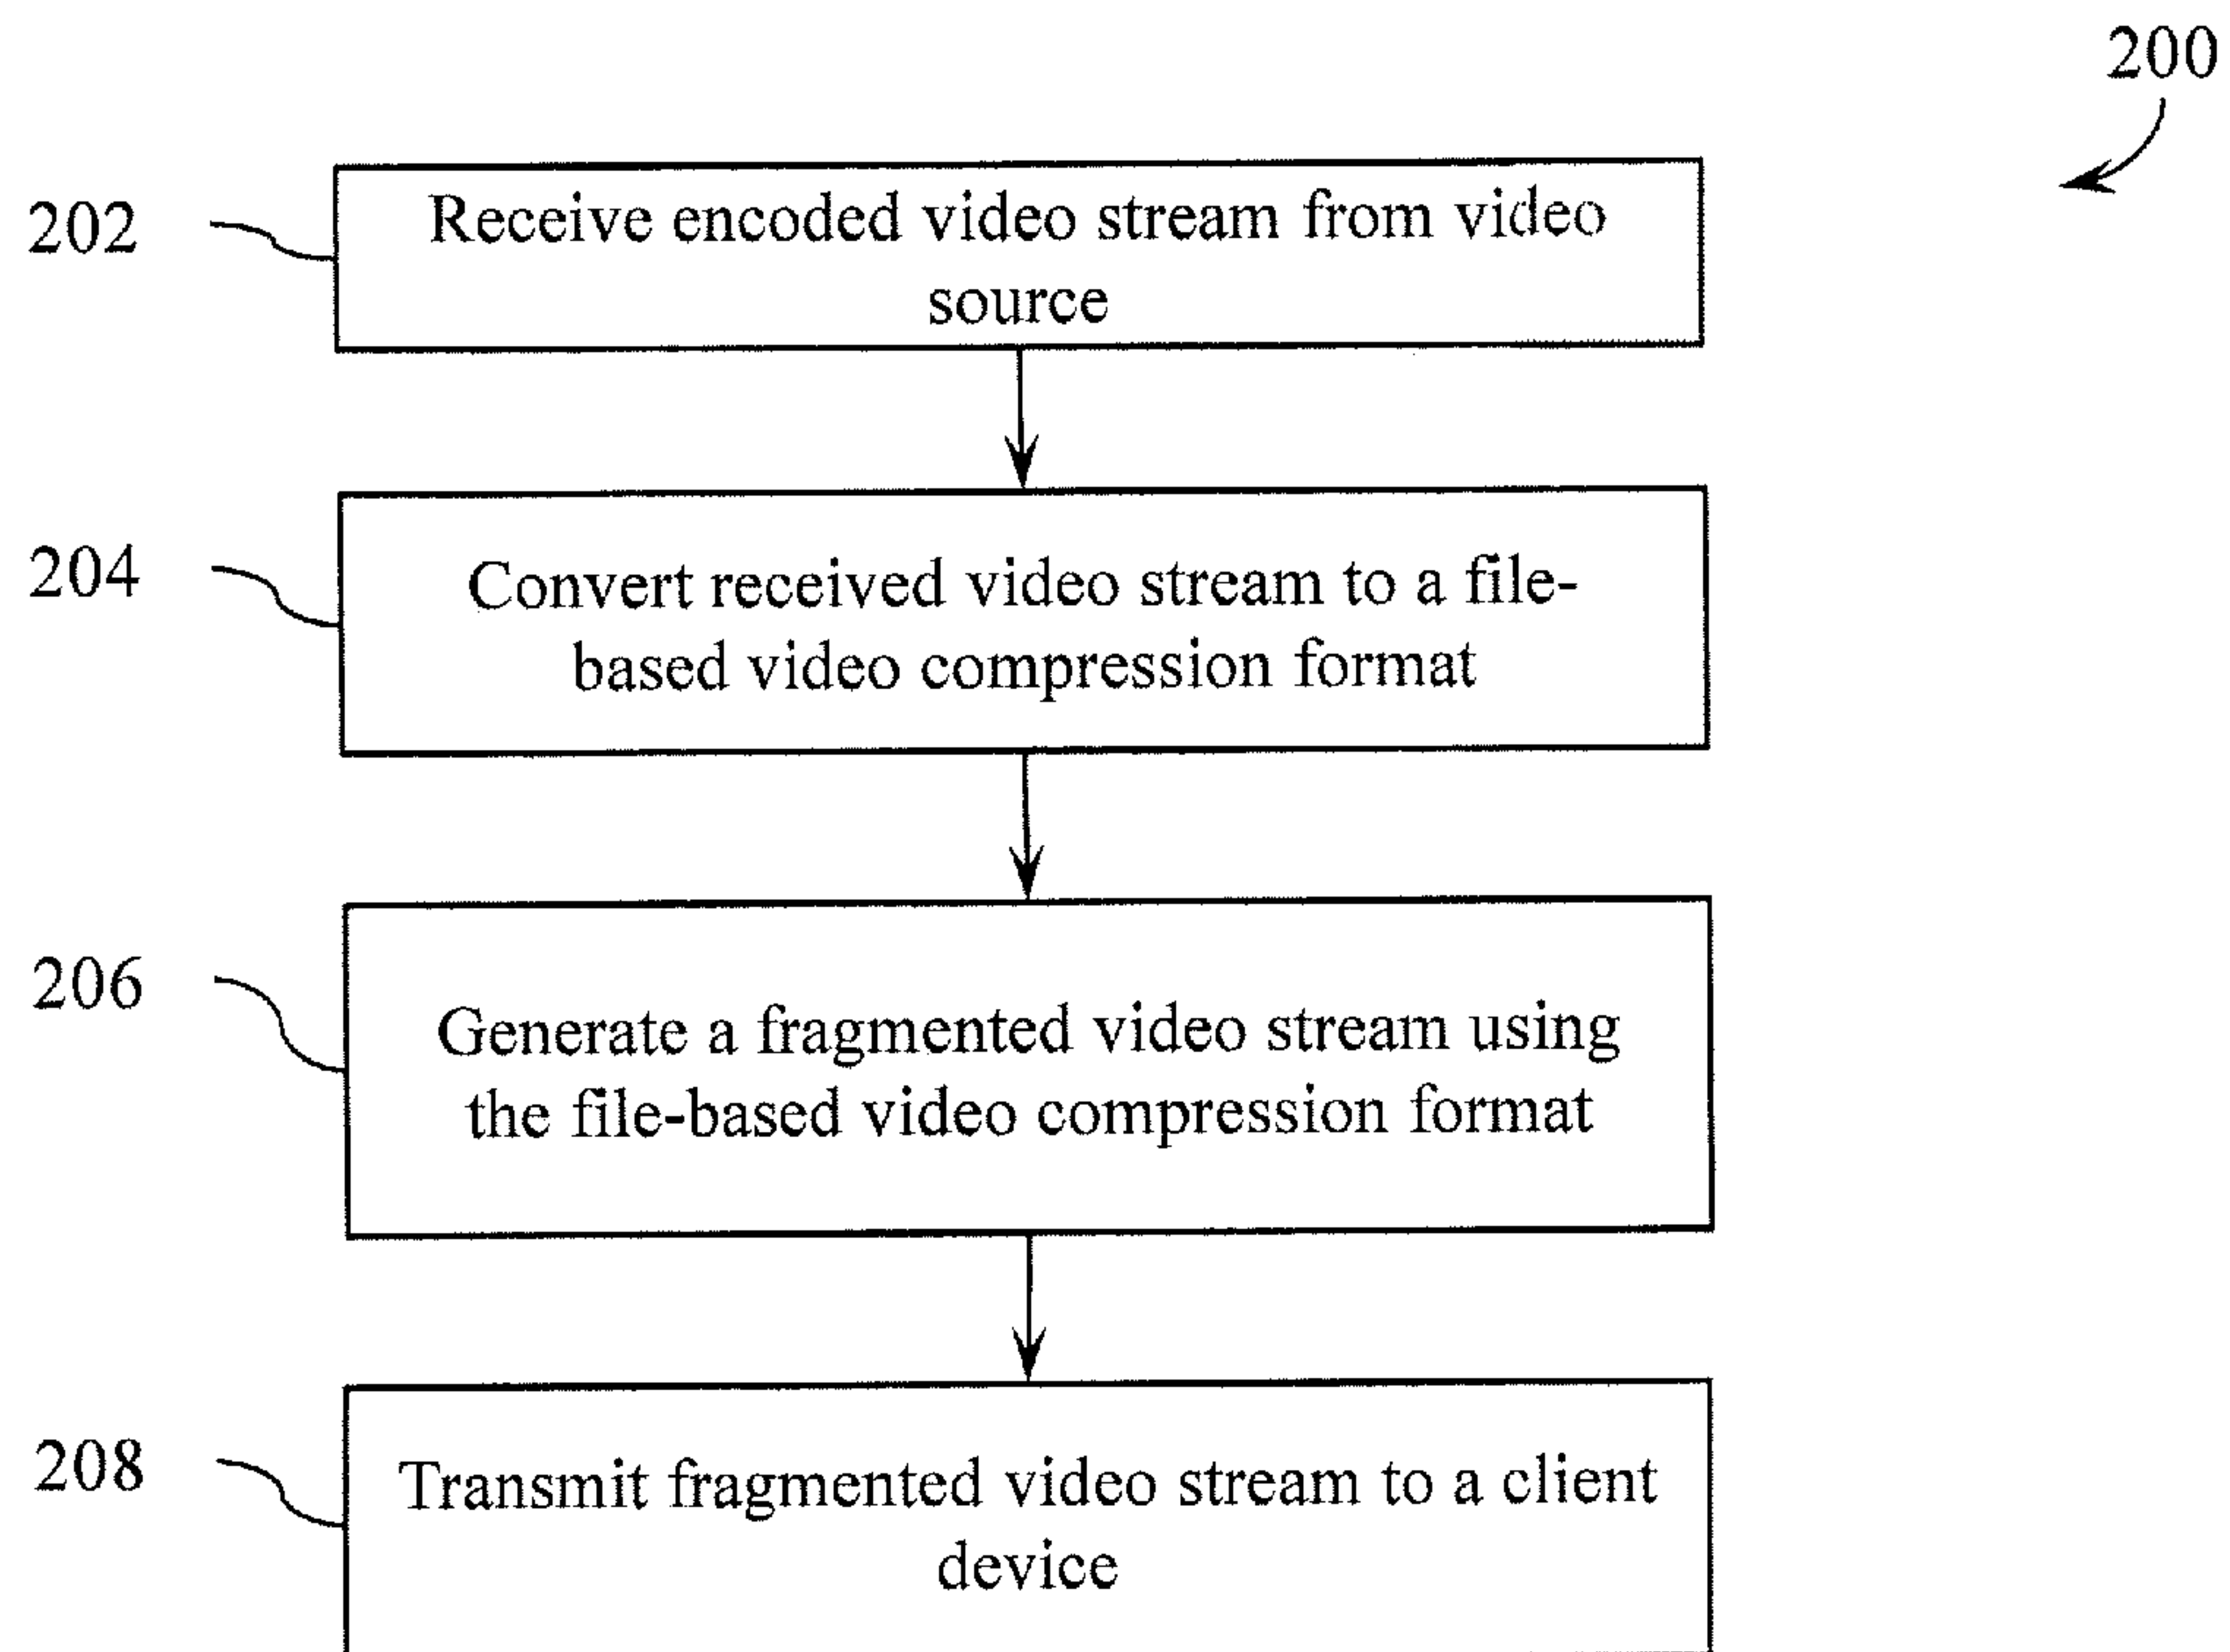 200
202
Receive encoded video stream from video
source
204
Convert received video stream to a file-
based video compression format
206
Generate a fragmented video stream using
the file-based video compression format
208
Transmit fragmented video stream to a client
device